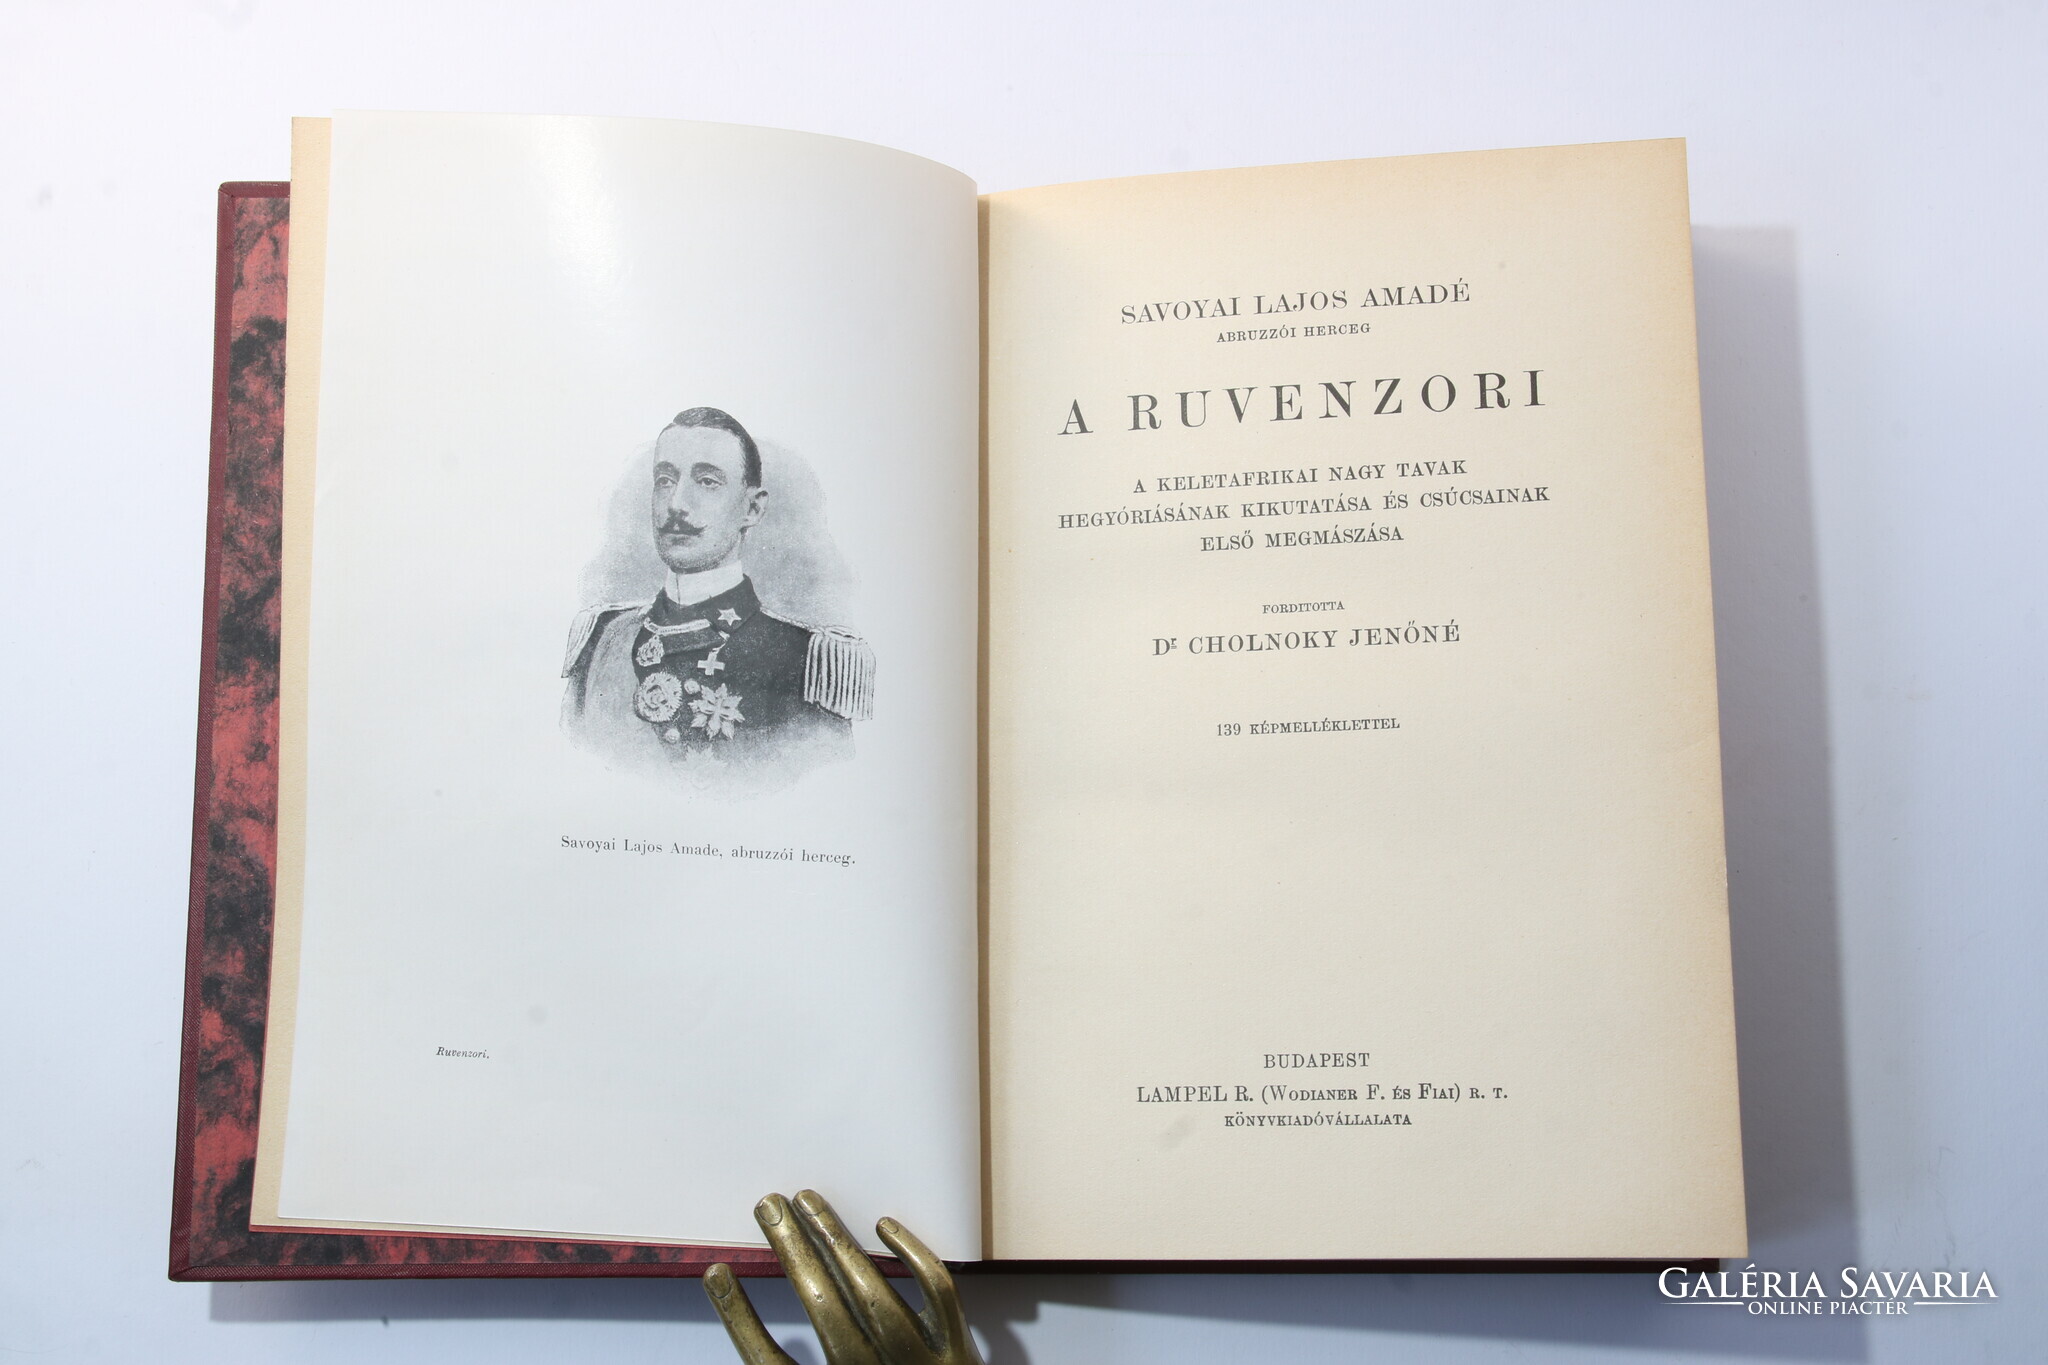 Savoyai Lajos Amade, abruzzói herceg.
Ruvenzori.
SAVOYAI LAJOS AMADÉ
ABRUZZÓI HERCEG
A RUVENZORI
A KELETAFRIKAI NAGY TAVAK
HEGYÓRIÁSÁNAK KIKUTATÁSA ÉS CSÚCSAINAK
ELSŐ MEGMÁSZÁSA
FORDITOTTA
Dr CHOLNOKY JENŐNÉ
139 KÉPMELLÉKLETTEL
BUDAPEST
LAMPEL R. (WODIANER F. ÉS FIAI) R. T.
KÖNYVKIADÓVÁLLALATA
GALÉRIA SAVARIA
ONLINE PIACTÉR